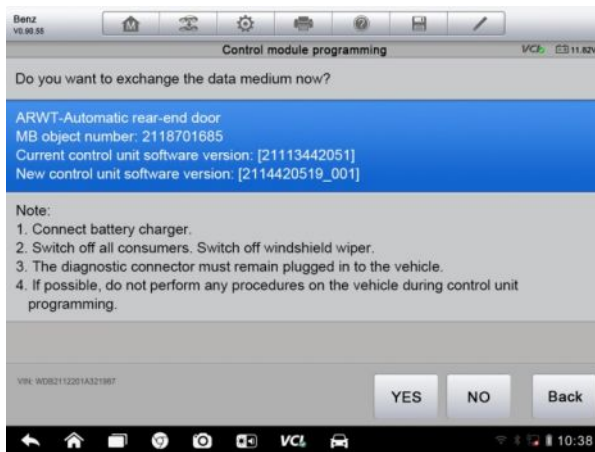 Benz
V0.90.55
Control module programming
VCI 11.82V
Do you want to exchange the data medium now?
ARWT-Automatic rear-end door
MB object number: 2118701685
Current control unit software version: [21113442051]
New control unit software version: [2114420519_001]
Note:
1. Connect battery charger.
2. Switch off all consumers. Switch off windshield wiper.
3. The diagnostic connector must remain plugged in to the vehicle.
4. If possible, do not perform any procedures on the vehicle during control unit
programming.
VIN: WDB2112201A321987
YES NO Back
VCI 10:38